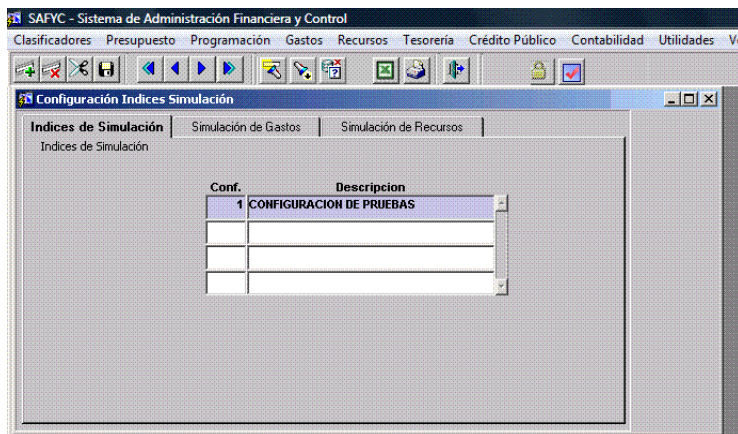 SAFYC - Sistema de Administración Financiera y Control
Clasificadores Presupuesto Programación Gastos Recursos Tesorería Crédito Público Contabilidad Utilidades
Configuración Indices Simulación
Indices de Simulación Simulación de Gastos Simulación de Recursos
Indices de Simulación
Conf. Descripcion
1 CONFIGURACION DE PRUEBAS